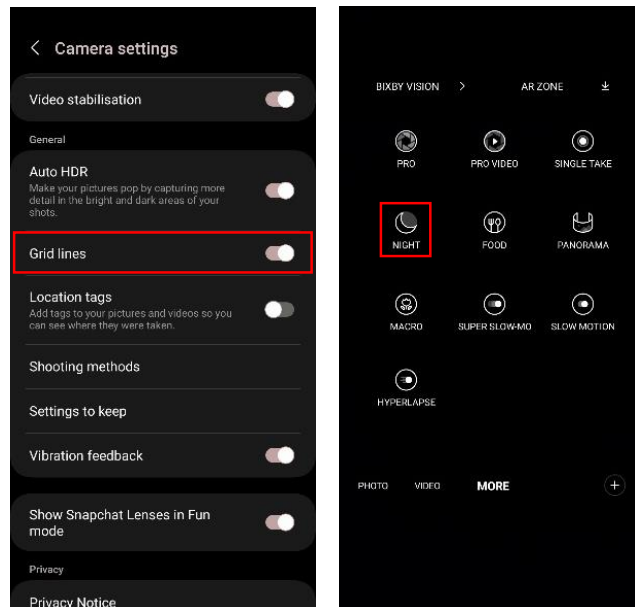 Camera settings
Video stabilisation
General
Auto HDR
Make your pictures pop by capturing more
detail in the bright and dark areas of your
shots.
Grid lines
Location tags
Add tags to your pictures and videos so you
can see where they were taken.
Shooting methods
Settings to keep
Vibration feedback
Show Snapchat Lenses in Fun
mode
Privacy
Privacy Notice
BIXBY VISION > AR ZONE
PRO PRO VIDEO SINGLE TAKE
NIGHT FOOD PANORAMA
MACRO SUPER SLOW-MO SLOW MOTION
HYPERLAPSE
PHOTO VIDEO MORE